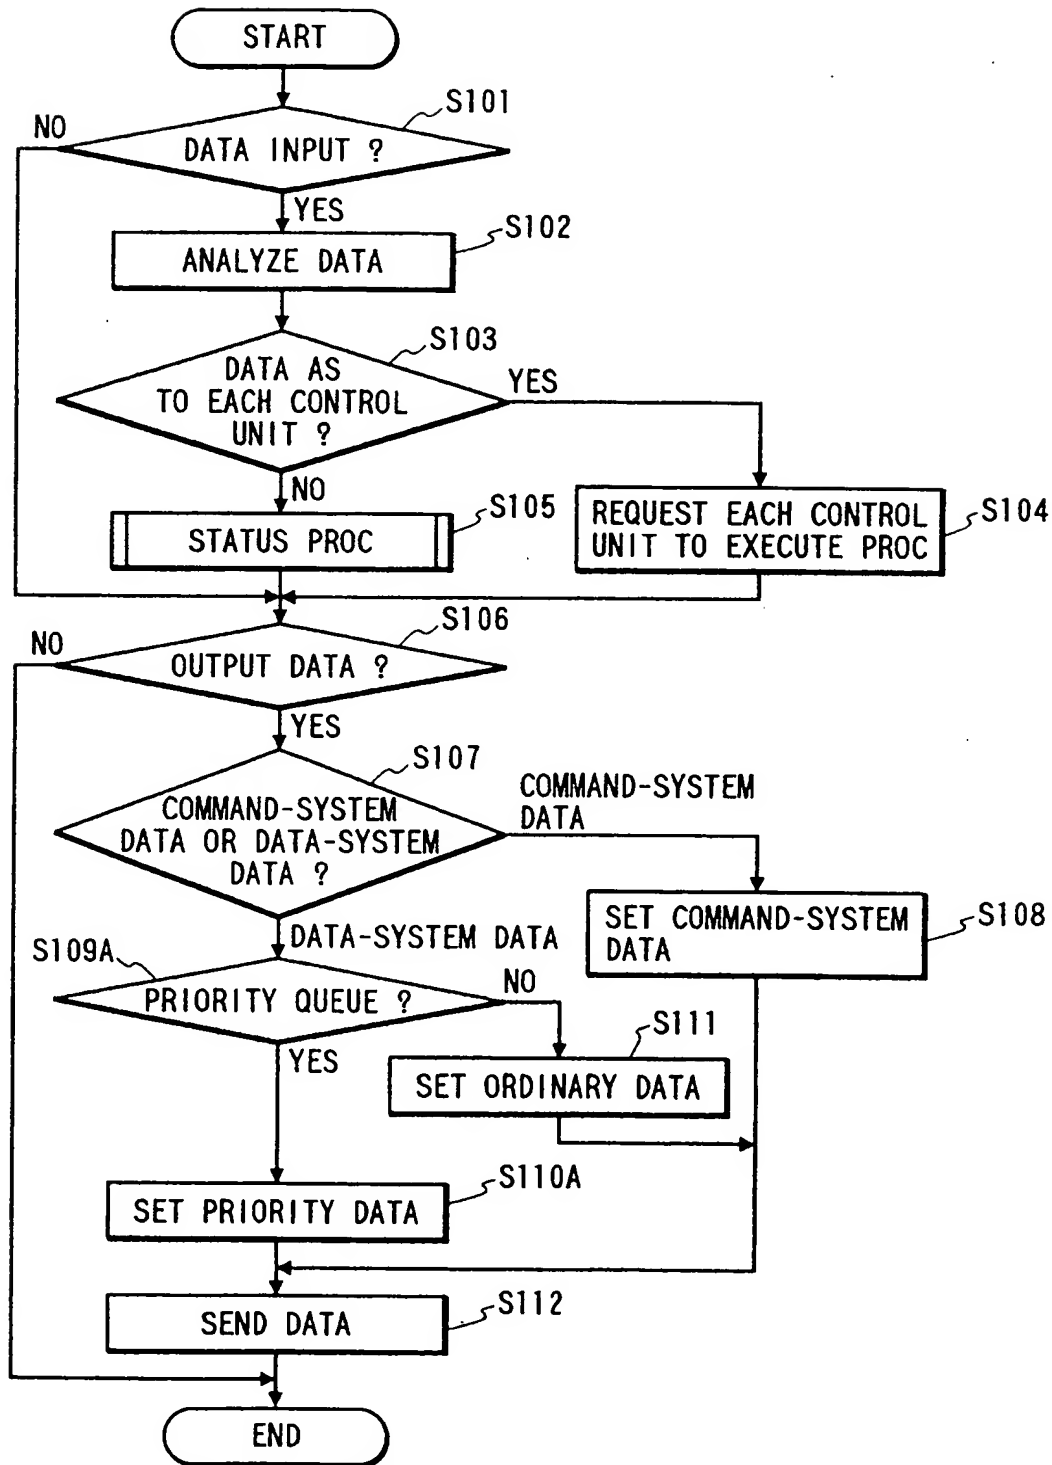 START
S101
NO
DATA INPUT ?
YES
S102
ANALYZE DATA
S103
DATA AS
TO EACH CONTROL
UNIT ?
YES
NO
S105
STATUS PROC
REQUEST EACH CONTROL
UNIT TO EXECUTE PROC
S104
S106
NO
OUTPUT DATA ?
YES
S107
COMMAND-SYSTEM
DATA OR DATA-SYSTEM
DATA ?
COMMAND-SYSTEM
DATA
SET COMMAND-SYSTEM
DATA
S108
DATA-SYSTEM DATA
S109A
PRIORITY QUEUE ?
NO
YES
S111
SET ORDINARY DATA
S110A
SET PRIORITY DATA
S112
SEND DATA
END